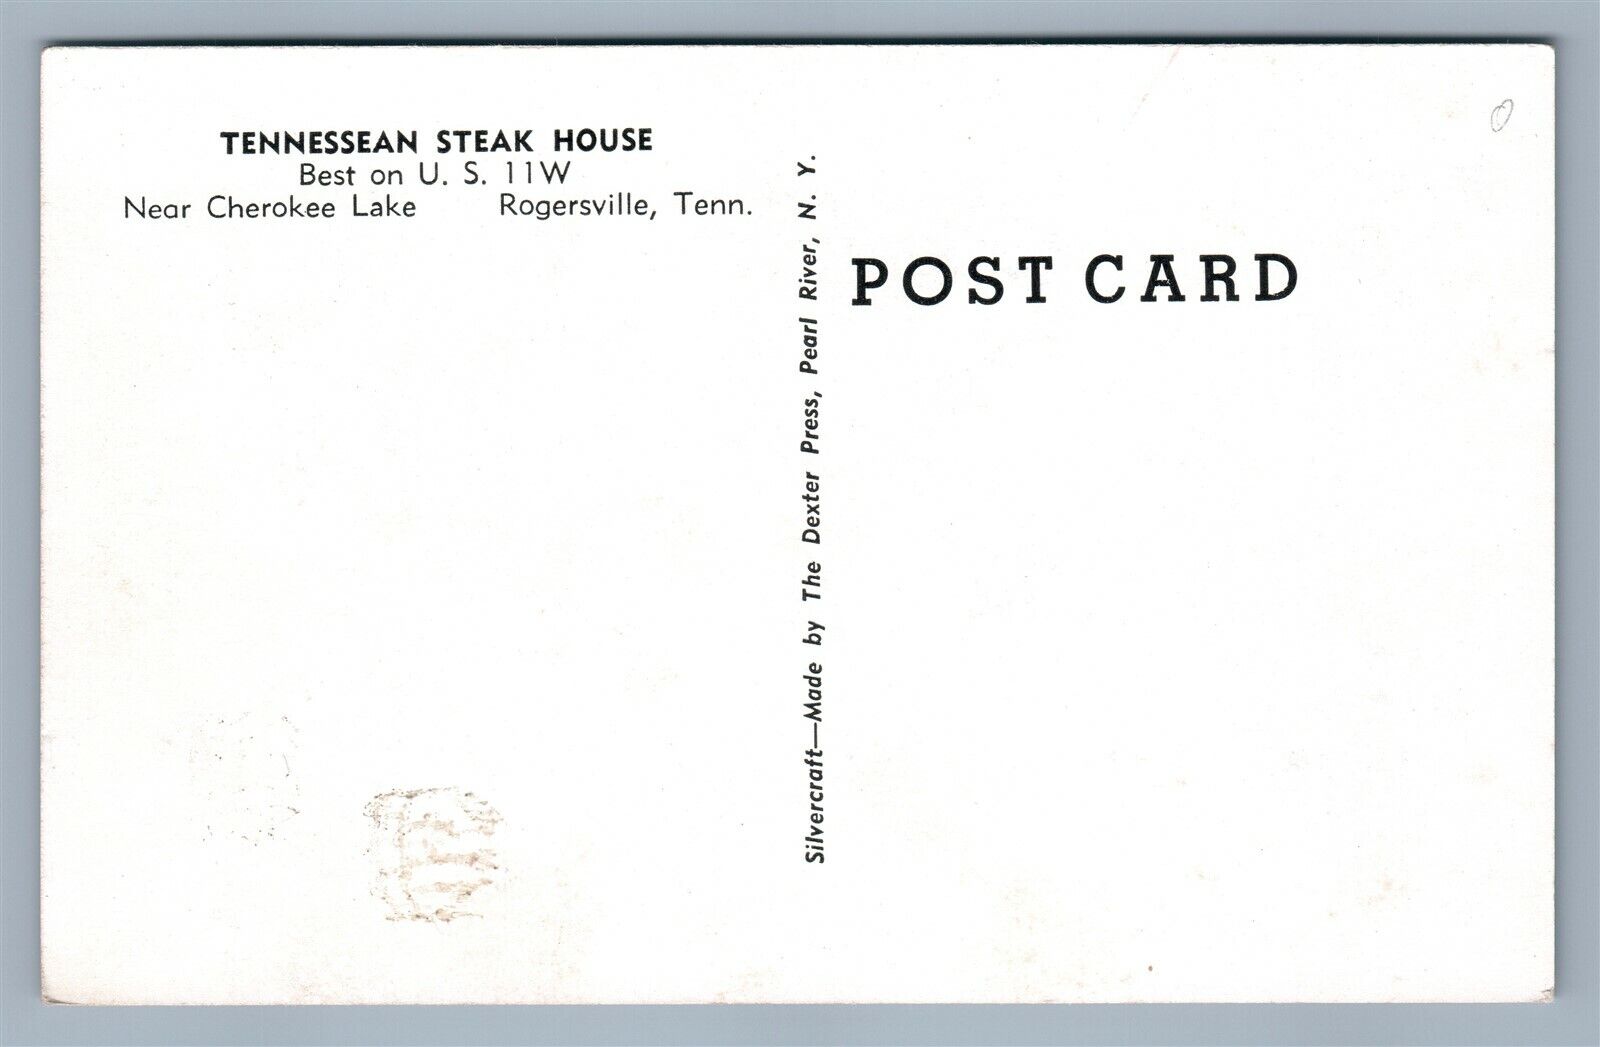 TENNESSEAN STEAK HOUSE
Best on U. S. 11W
Near Cherokee Lake Rogersville, Tenn.
Silvercraft—Made by The Dexter Press, Pearl River, N. Y.
POST CARD
0